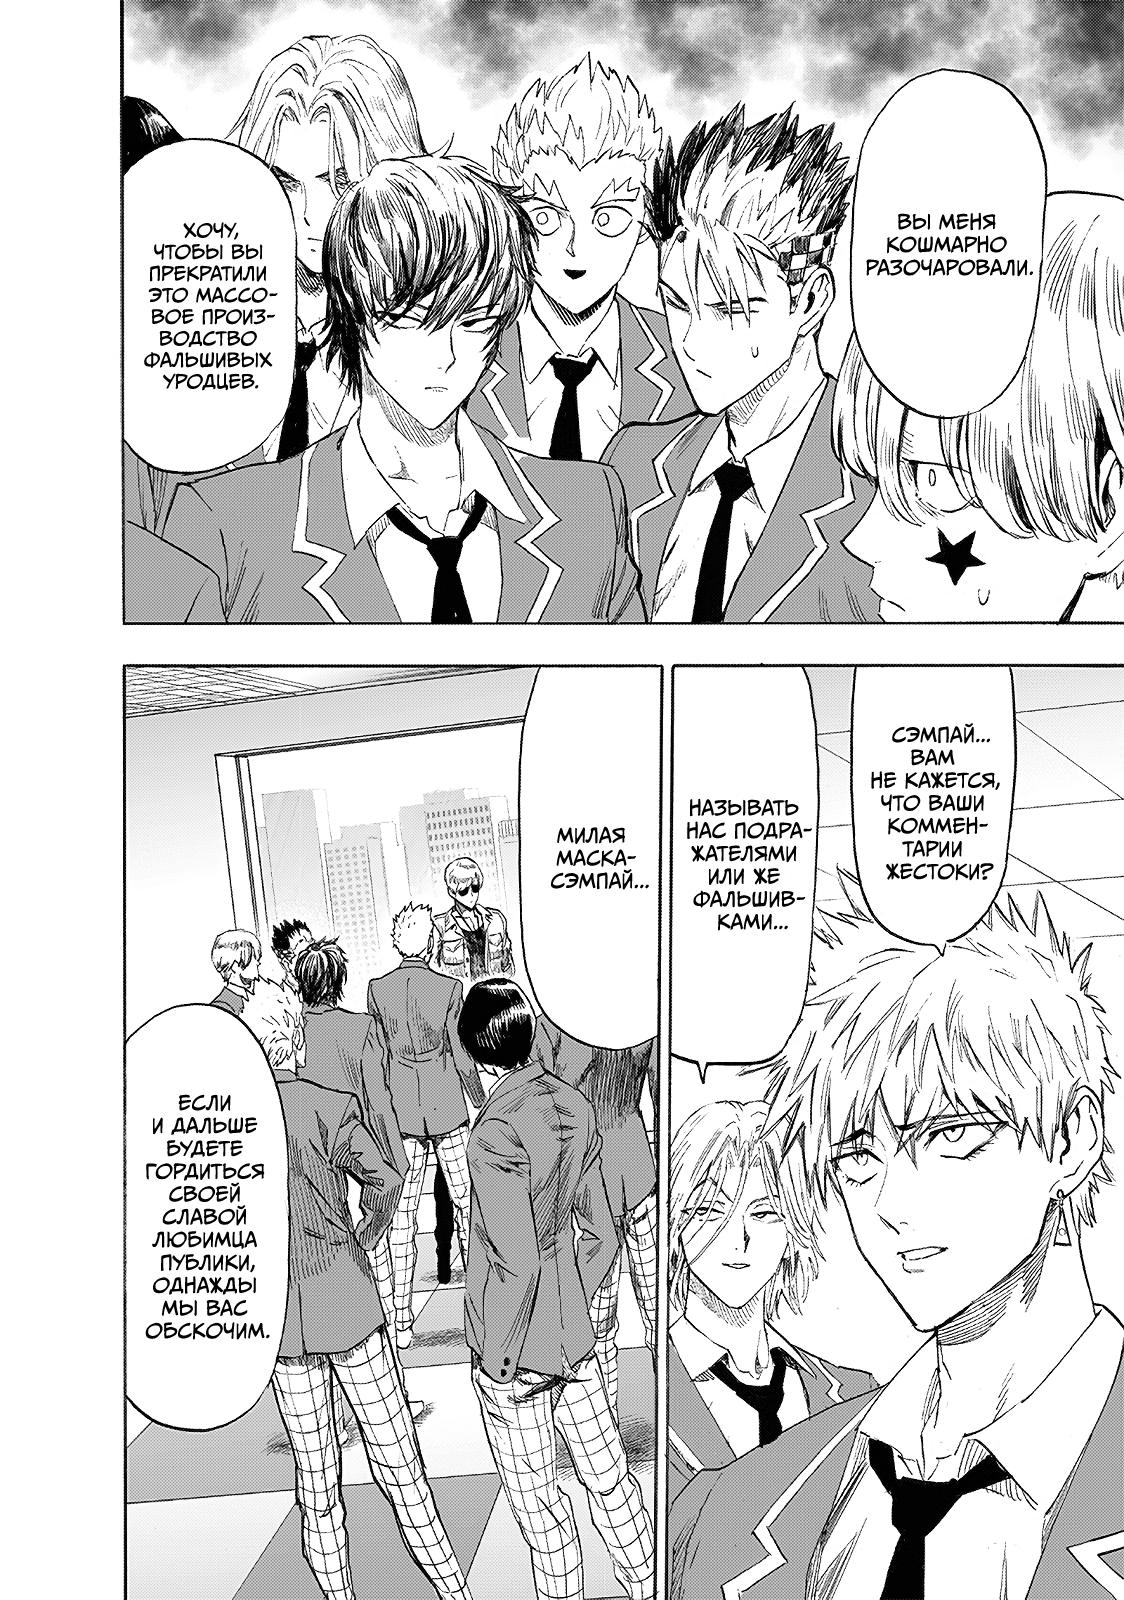 ВЫ МЕНЯ
КОШМАРНО
РАЗОЧАРОВАЛИ.
ХОЧУ,
ЧТОБЫ ВЫ
ПРЕКРАТИЛИ
ЭТО МАССО-
ВОЕ ПРОИЗ-
ВОДСТВО
ФАЛЬШИВЫХ
УРОДЦЕВ.
СЭМПАЙ...
ВАМ
НЕ КАЖЕТСЯ,
ЧТО ВАШИ
КОММЕН-
ТАРИИ
ЖЕСТОКИ?
НАЗЫВАТЬ
НАС ПОДРА-
ЖАТЕЛЯМИ
ИЛИ ЖЕ
ФАЛЬШИВ-
КАМИ...
МИЛАЯ
МАСКА-
СЭМПАЙ...
ЕСЛИ
И ДАЛЬШЕ
БУДЕТЕ
ГОРДИТЬСЯ
СВОЕЙ
СЛАВОЙ
ЛЮБИМЦА
ПУБЛИКИ,
ОДНАЖДЫ
МЫ ВАС
ОБСКОЧИМ.